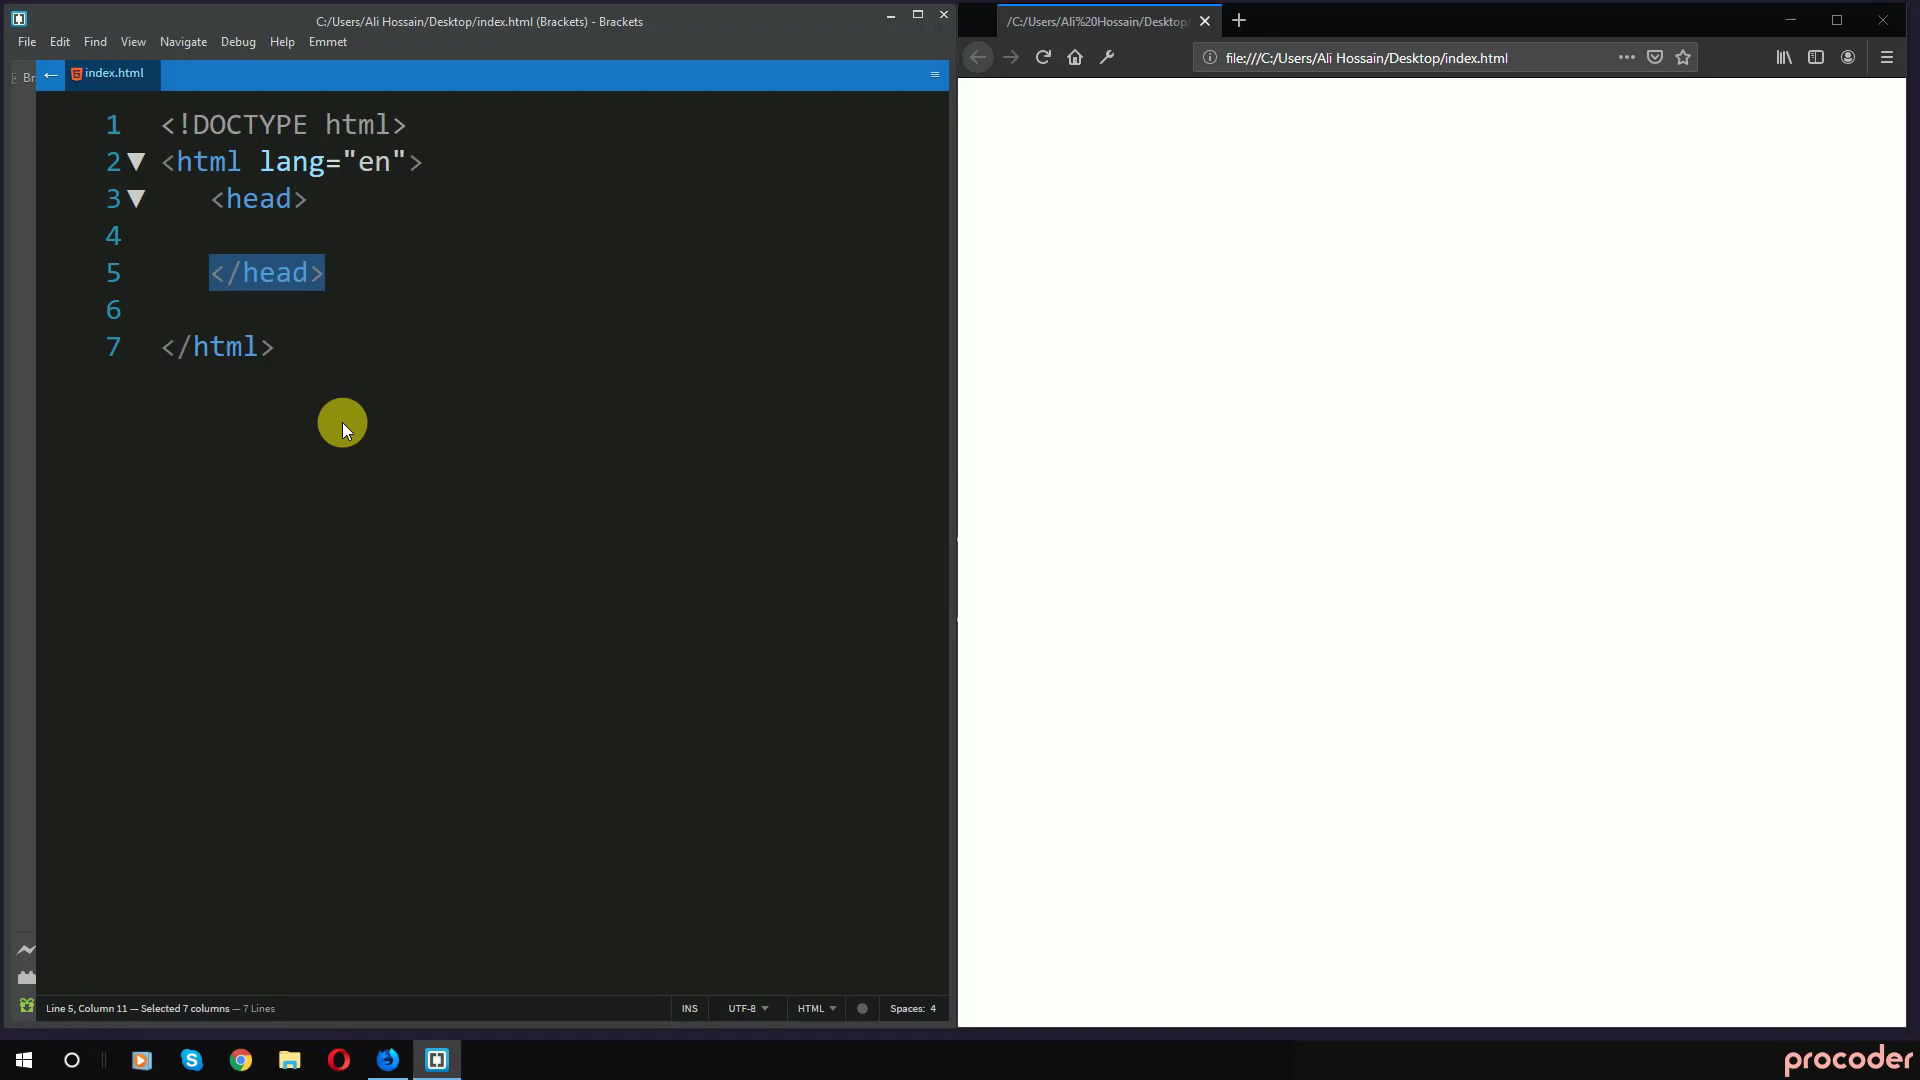 C:/Users/Ali Hossain/Desktop/index.html (Brackets) - Brackets
File Edit Find View Navigate Debug Help Emmet
Br
index.html
1 <!DOCTYPE html>
2 <html lang="en">
3 <head>
4
5 </head>
6
7 </html>
Line 5, Column 11 — Selected 7 columns — 7 Lines
INS UTF-8 HTML Spaces: 4
/C:/Users/Ali%20Hossain/Desktop/
file:///C:/Users/Ali Hossain/Desktop/index.html
procoder